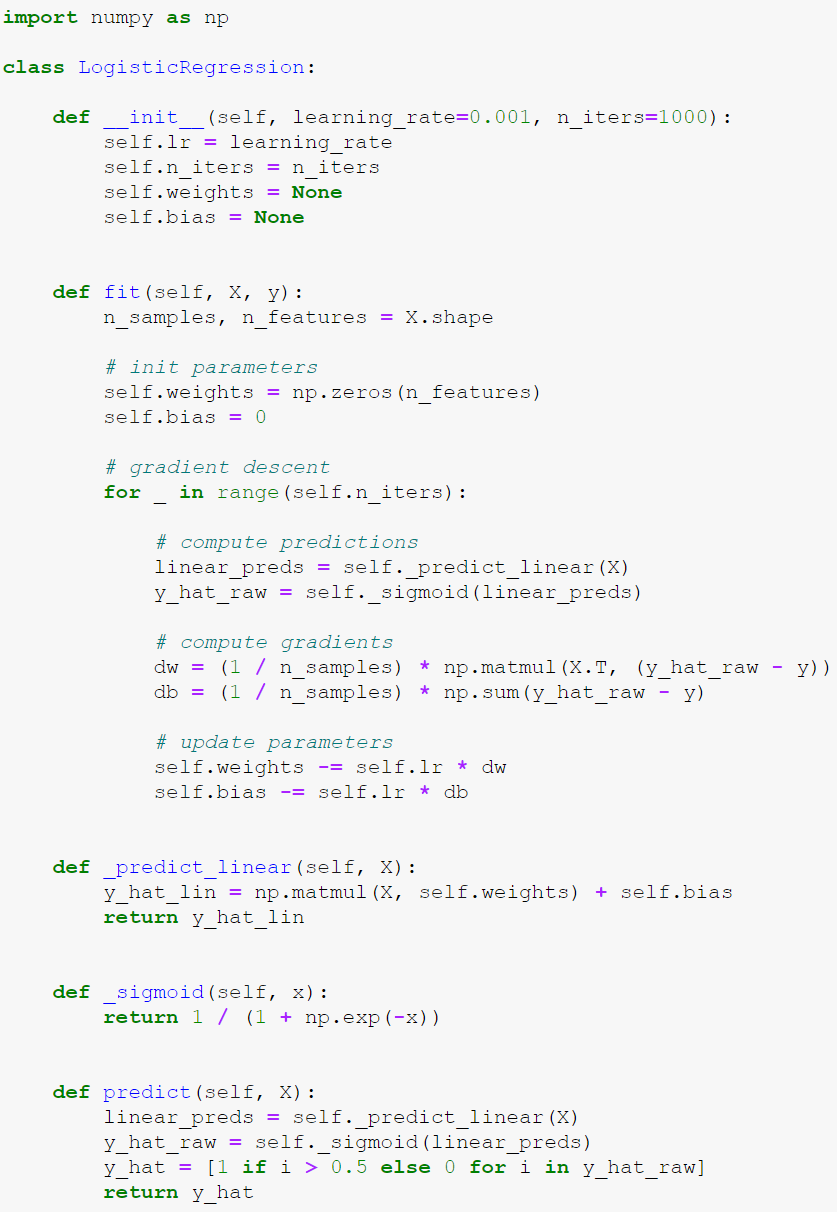 import numpy as np
class LogisticRegression:
    def __init__(self, learning_rate=0.001, n_iters=1000):
        self.lr = learning_rate
        self.n_iters = n_iters
        self.weights = None
        self.bias = None
    def fit(self, X, y):
        n_samples, n_features = X.shape
        # init parameters
        self.weights = np.zeros(n_features)
        self.bias = 0
        # gradient descent
        for _ in range(self.n_iters):
            # compute predictions
            linear_preds = self._predict_linear(X)
            y_hat_raw = self._sigmoid(linear_preds)
            # compute gradients
            dw = (1 / n_samples) * np.matmul(X.T, (y_hat_raw - y))
            db = (1 / n_samples) * np.sum(y_hat_raw - y)
            # update parameters
            self.weights -= self.lr * dw
            self.bias -= self.lr * db
    def _predict_linear(self, X):
        y_hat_lin = np.matmul(X, self.weights) + self.bias
        return y_hat_lin
    def _sigmoid(self, x):
        return 1 / (1 + np.exp(-x))
    def predict(self, X):
        linear_preds = self._predict_linear(X)
        y_hat_raw = self._sigmoid(linear_preds)
        y_hat = [1 if i > 0.5 else 0 for i in y_hat_raw]
        return y_hat